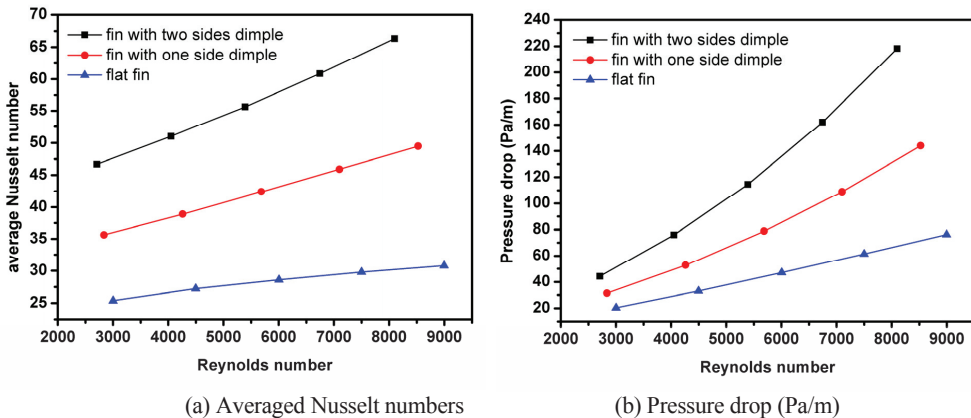 70
65
60
55
50
45
40
35
30
25
average Nusselt number
fin with two sides dimple
fin with one side dimple
flat fin
2000 3000 4000 5000 6000 7000 8000 9000
Reynolds number
(a) Averaged Nusselt numbers
240
220
200
180
160
140
120
100
80
60
40
20
Pressure drop (Pa/m)
fin with two sides dimple
fin with one side dimple
flat fin
2000 3000 4000 5000 6000 7000 8000 9000
Reynolds number
(b) Pressure drop (Pa/m)